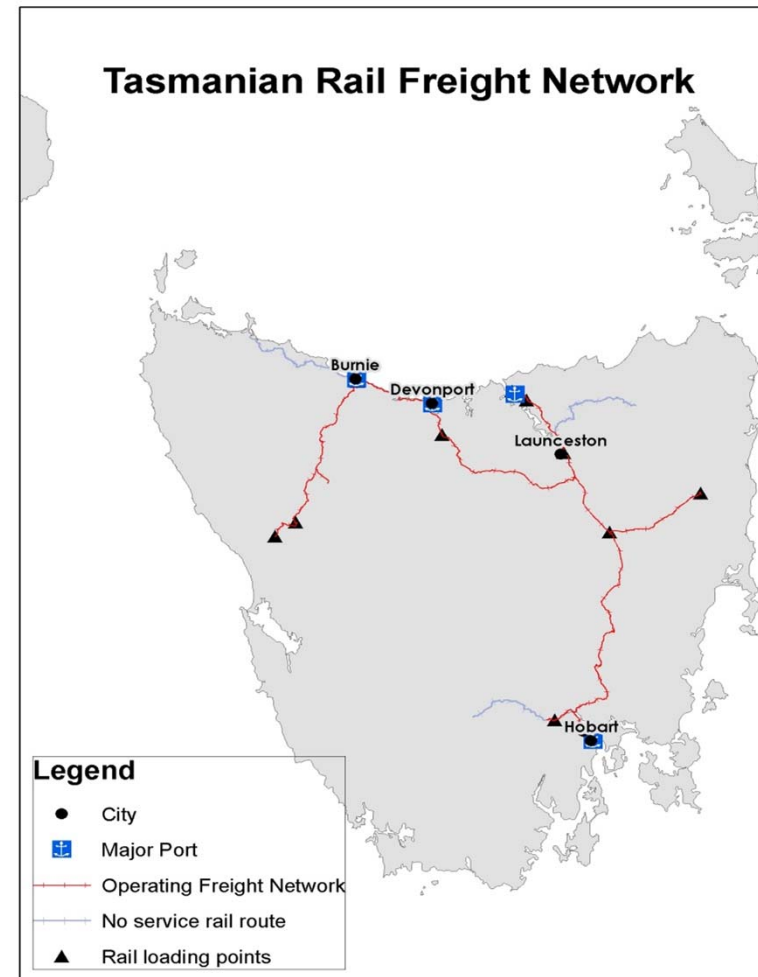 Tasmanian Rail Freight Network
Burnie
Devonport
Launceston
Hobart
Legend
City
Major Port
Operating Freight Network
No service rail route
Rail loading points